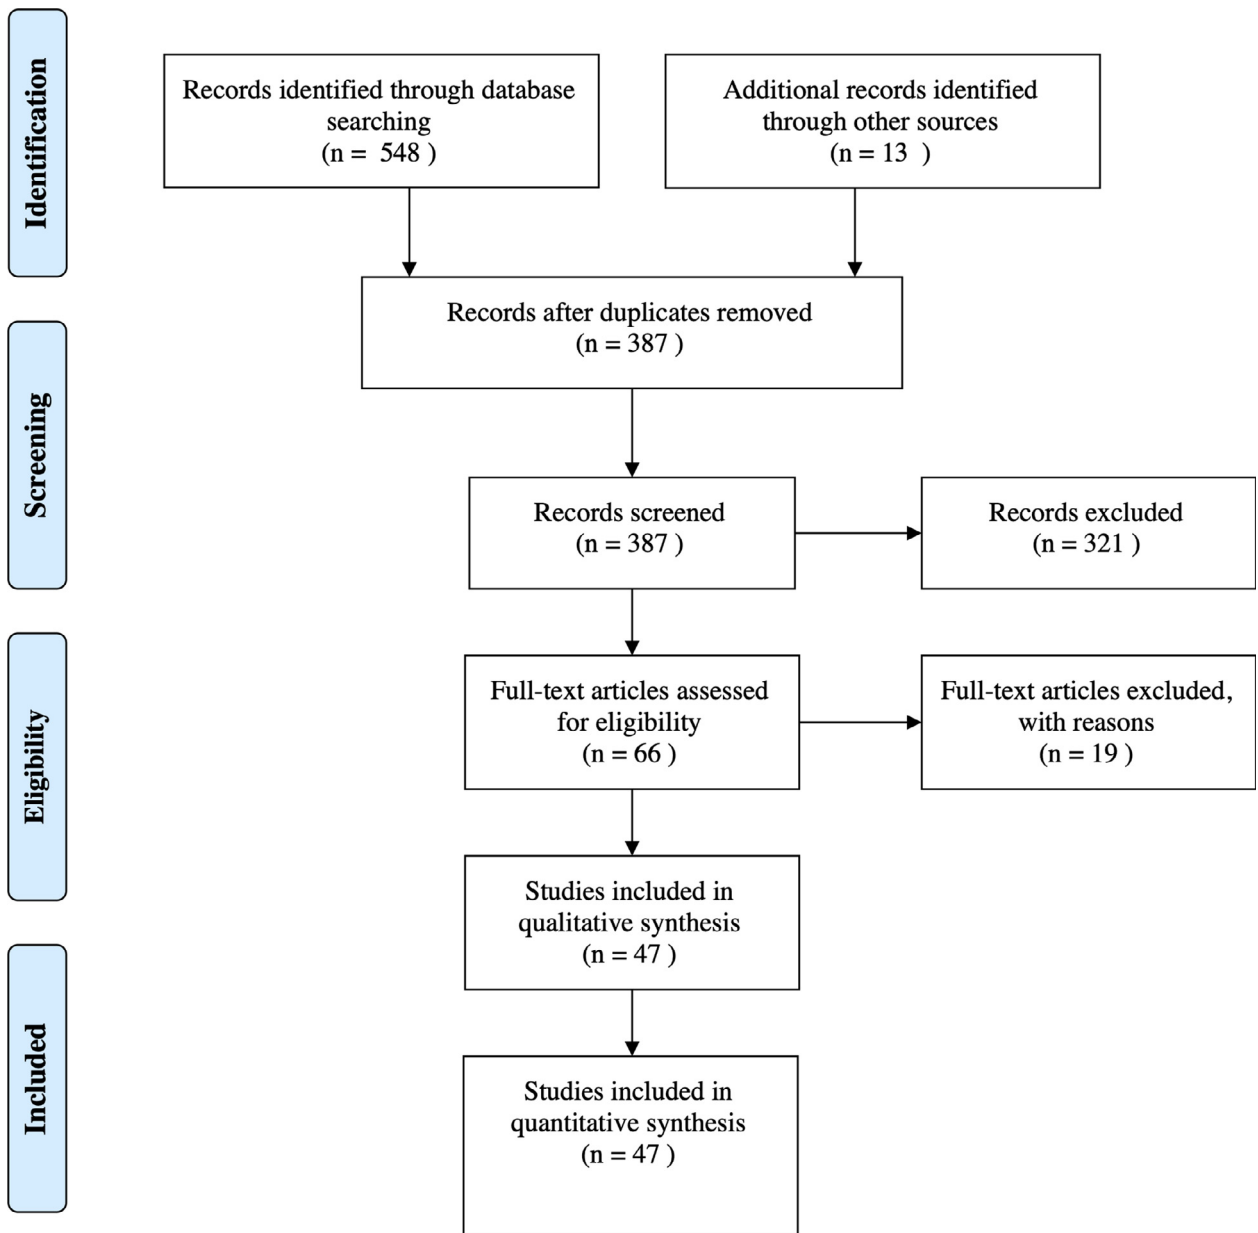 Identification
Records identified through database
searching
(n =  548 )
Additional records identified
through other sources
(n = 13  )
Records after duplicates removed
(n = 387 )
Screening
Records screened
(n = 387 )
Records excluded
(n = 321 )
Eligibility
Full-text articles assessed
for eligibility
(n = 66 )
Full-text articles excluded,
with reasons
(n = 19 )
Studies included in
qualitative synthesis
(n = 47 )
Included
Studies included in
quantitative synthesis
(n = 47 )